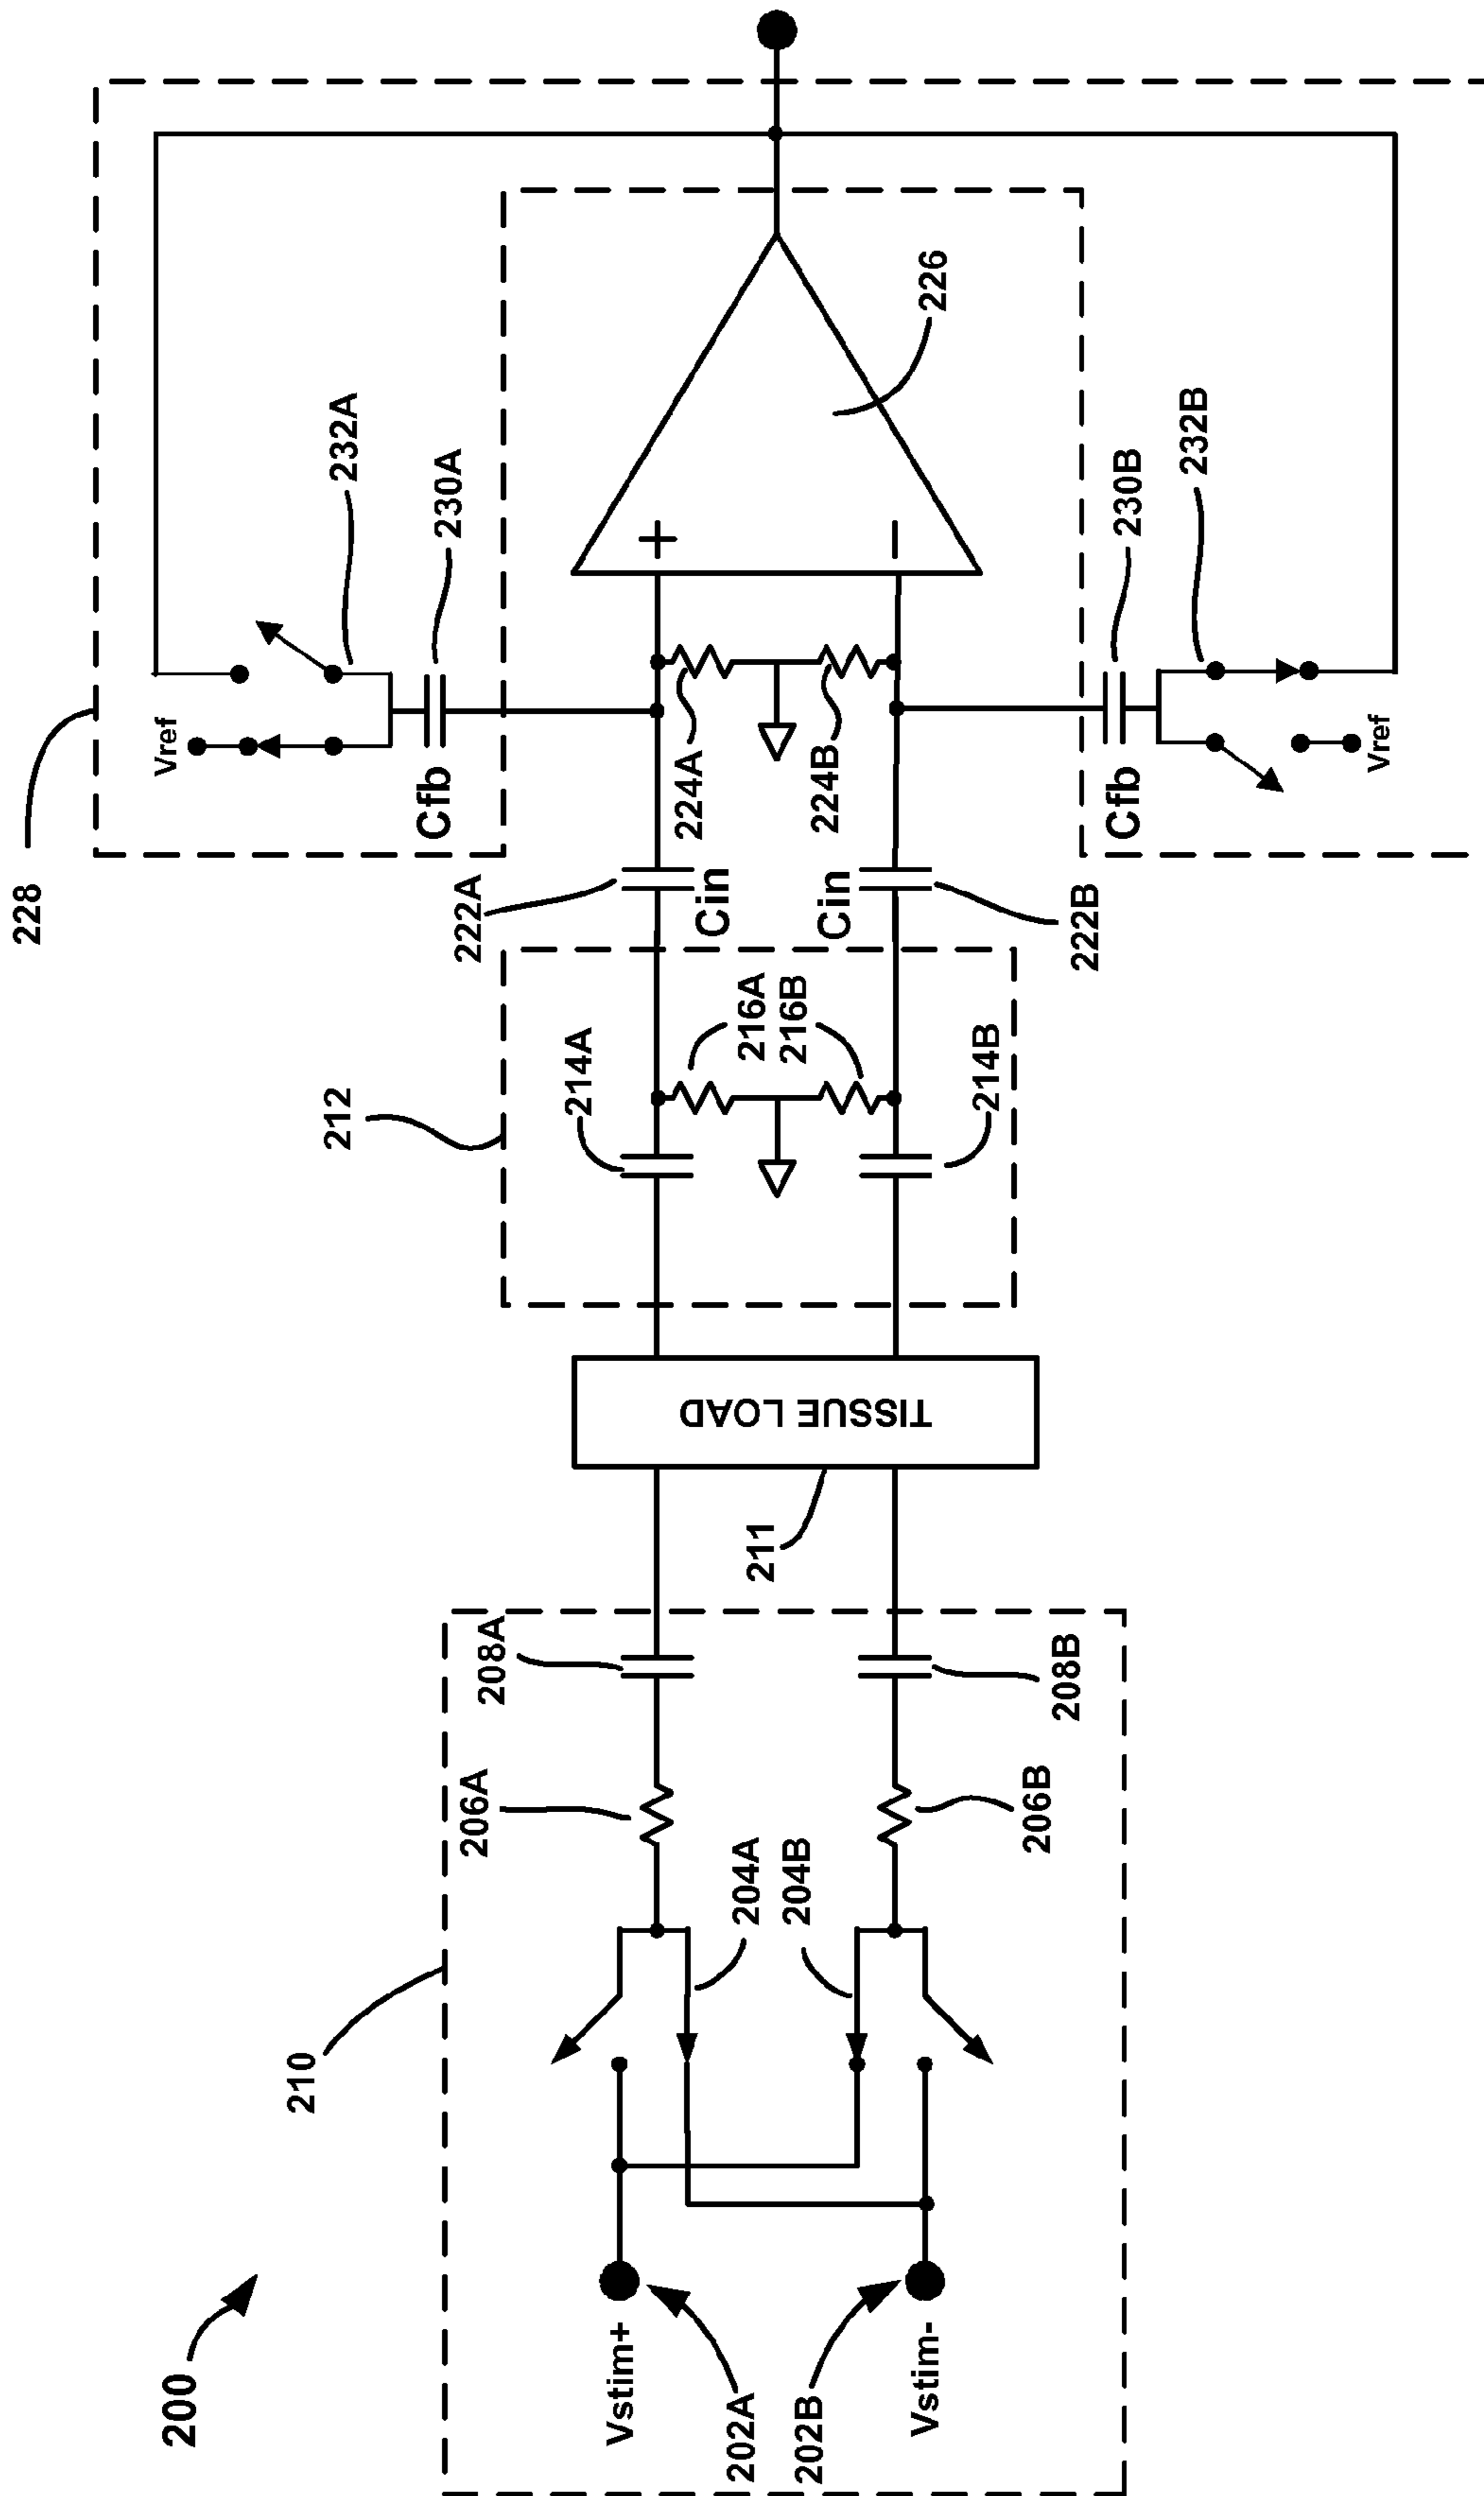 200
202A
Vstim+
202B
Vstim-
204A
204B
206A
206B
208A
208B
210
211
TISSUE LOAD
212
214A
214B
216A
216B
222A
Cin
Cin
222B
224A
224B
226
228
Vref
232A
230A
Cfb
230B
232B
Cfb
Vref
+
−